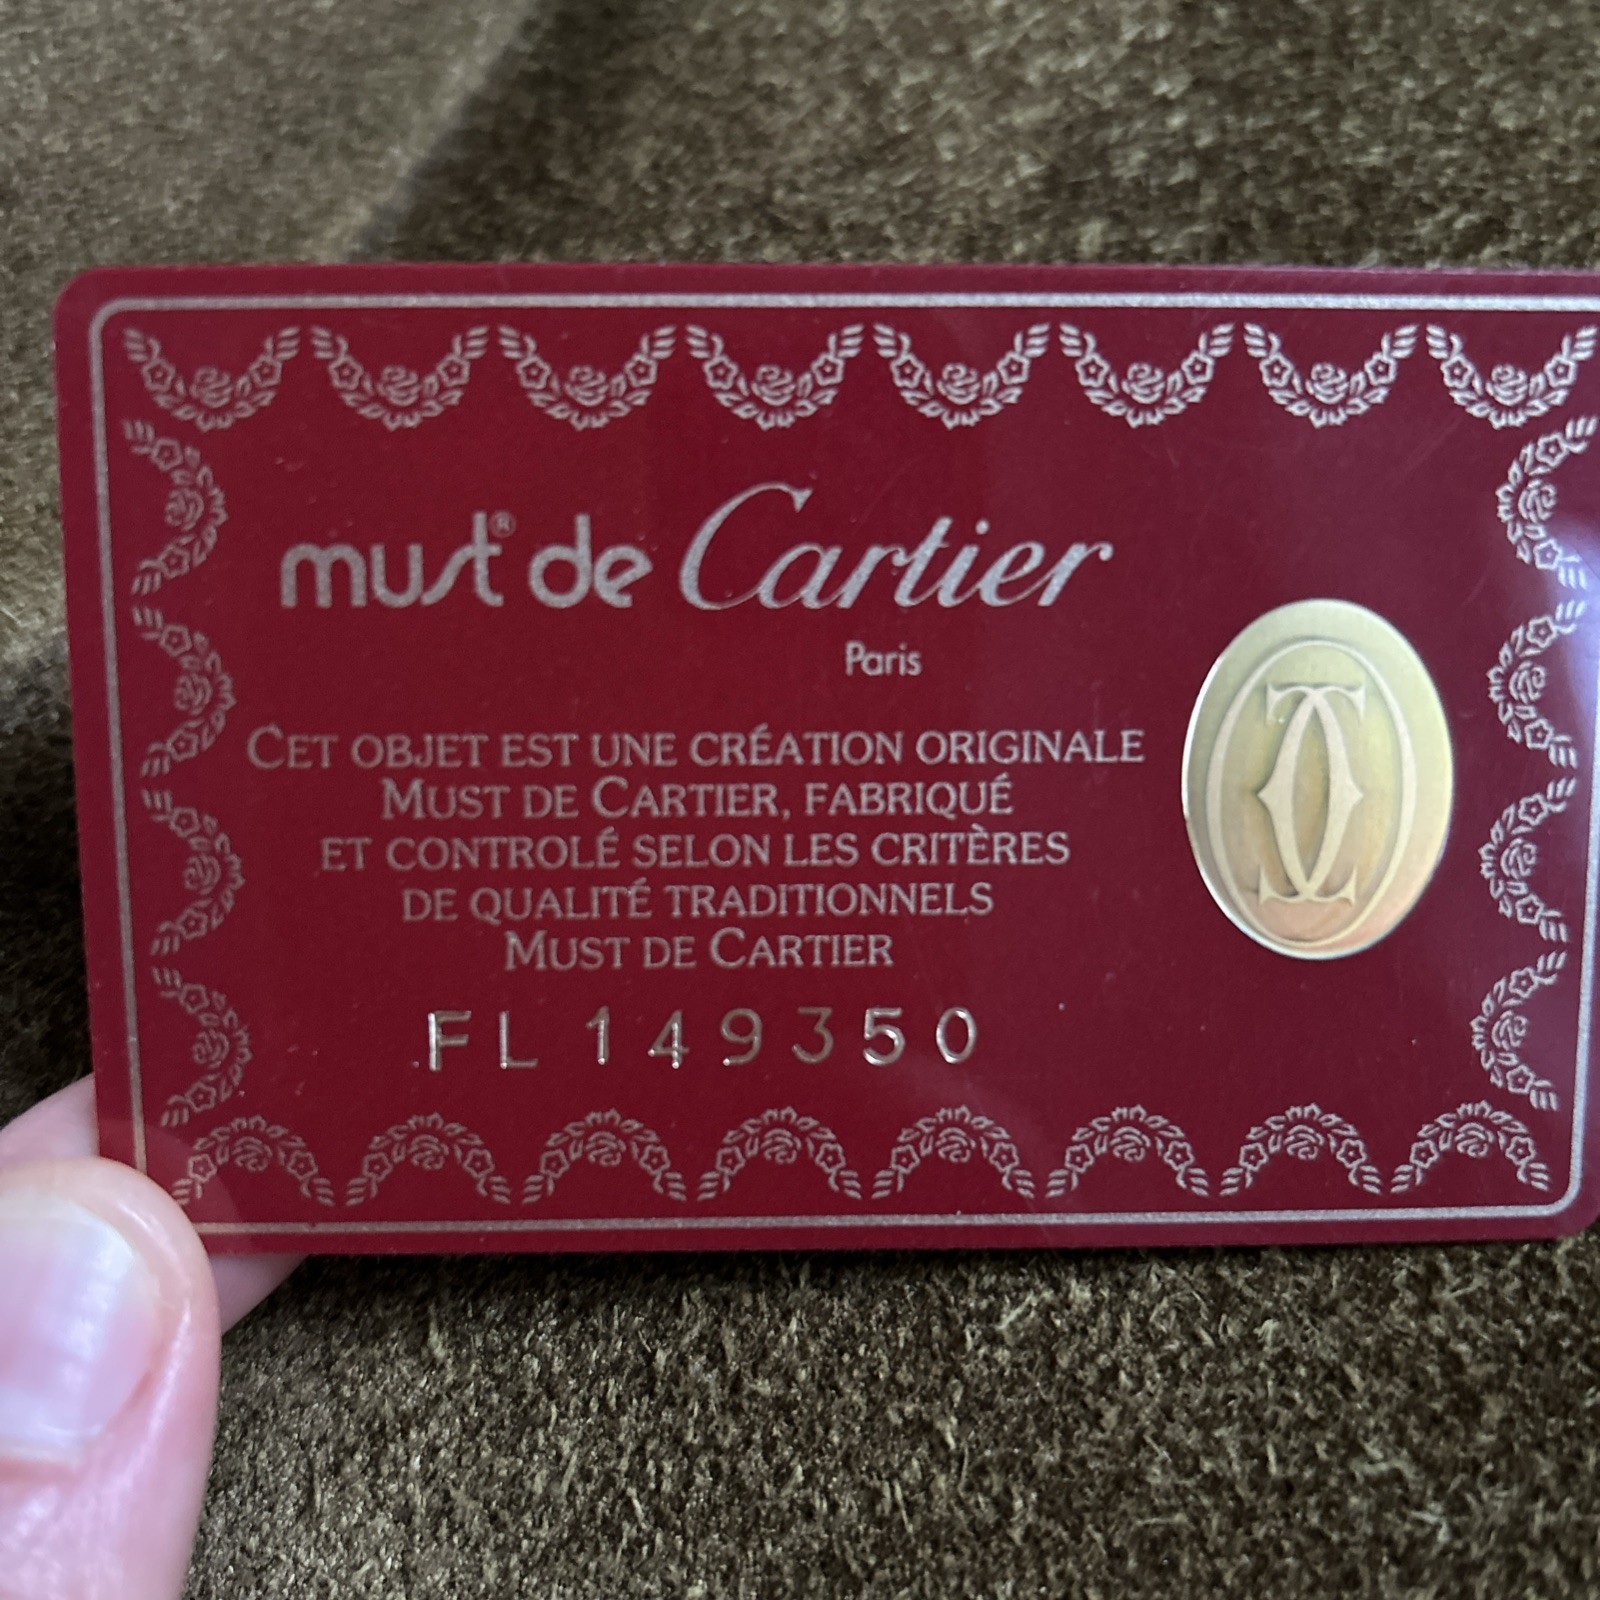 must® de Cartier
Paris
CET OBJET EST UNE CRÉATION ORIGINALE
MUST DE CARTIER, FABRIQUÉ
ET CONTROLÉ SELON LES CRITÈRES
DE QUALITÉ TRADITIONNELS
MUST DE CARTIER
FL 149350